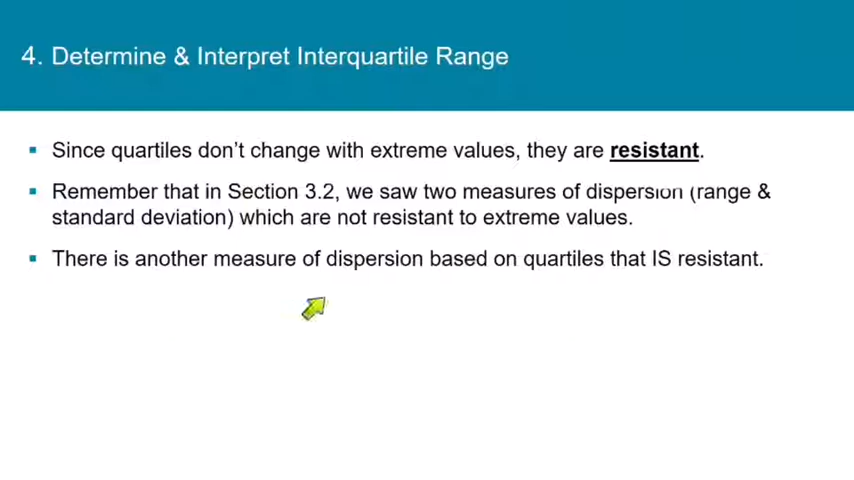 4. Determine & Interpret Interquartile Range
Since quartiles don't change with extreme values, they are resistant.
Remember that in Section 3.2, we saw two measures of dispersion (range &
standard deviation) which are not resistant to extreme values.
There is another measure of dispersion based on quartiles that IS resistant.